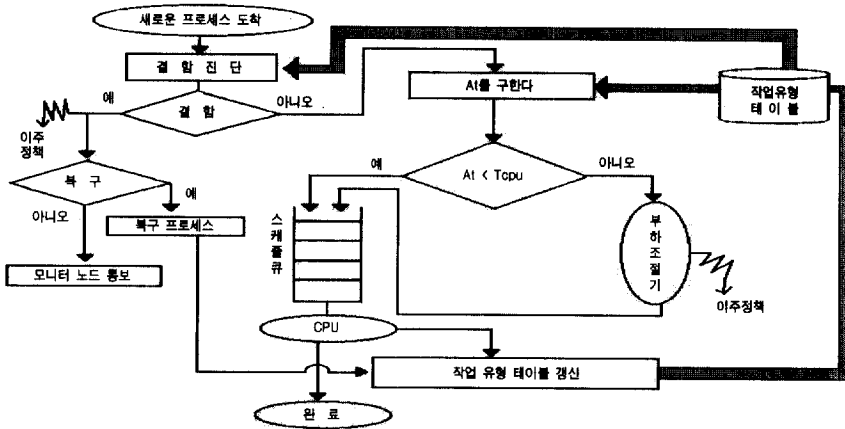 새로운 프로세스 도착
결 함 진 단
At를 구한다
작업유형
테 이 블
예
결 함
아니오
이주
정책
예
At < Tcpu
아니오
복 구
예
아니오
복구 프로세스
스케쥴큐
부하조절기
모니터 노드 통보
이주정책
CPU
작업 유형 테이블 갱신
완 료